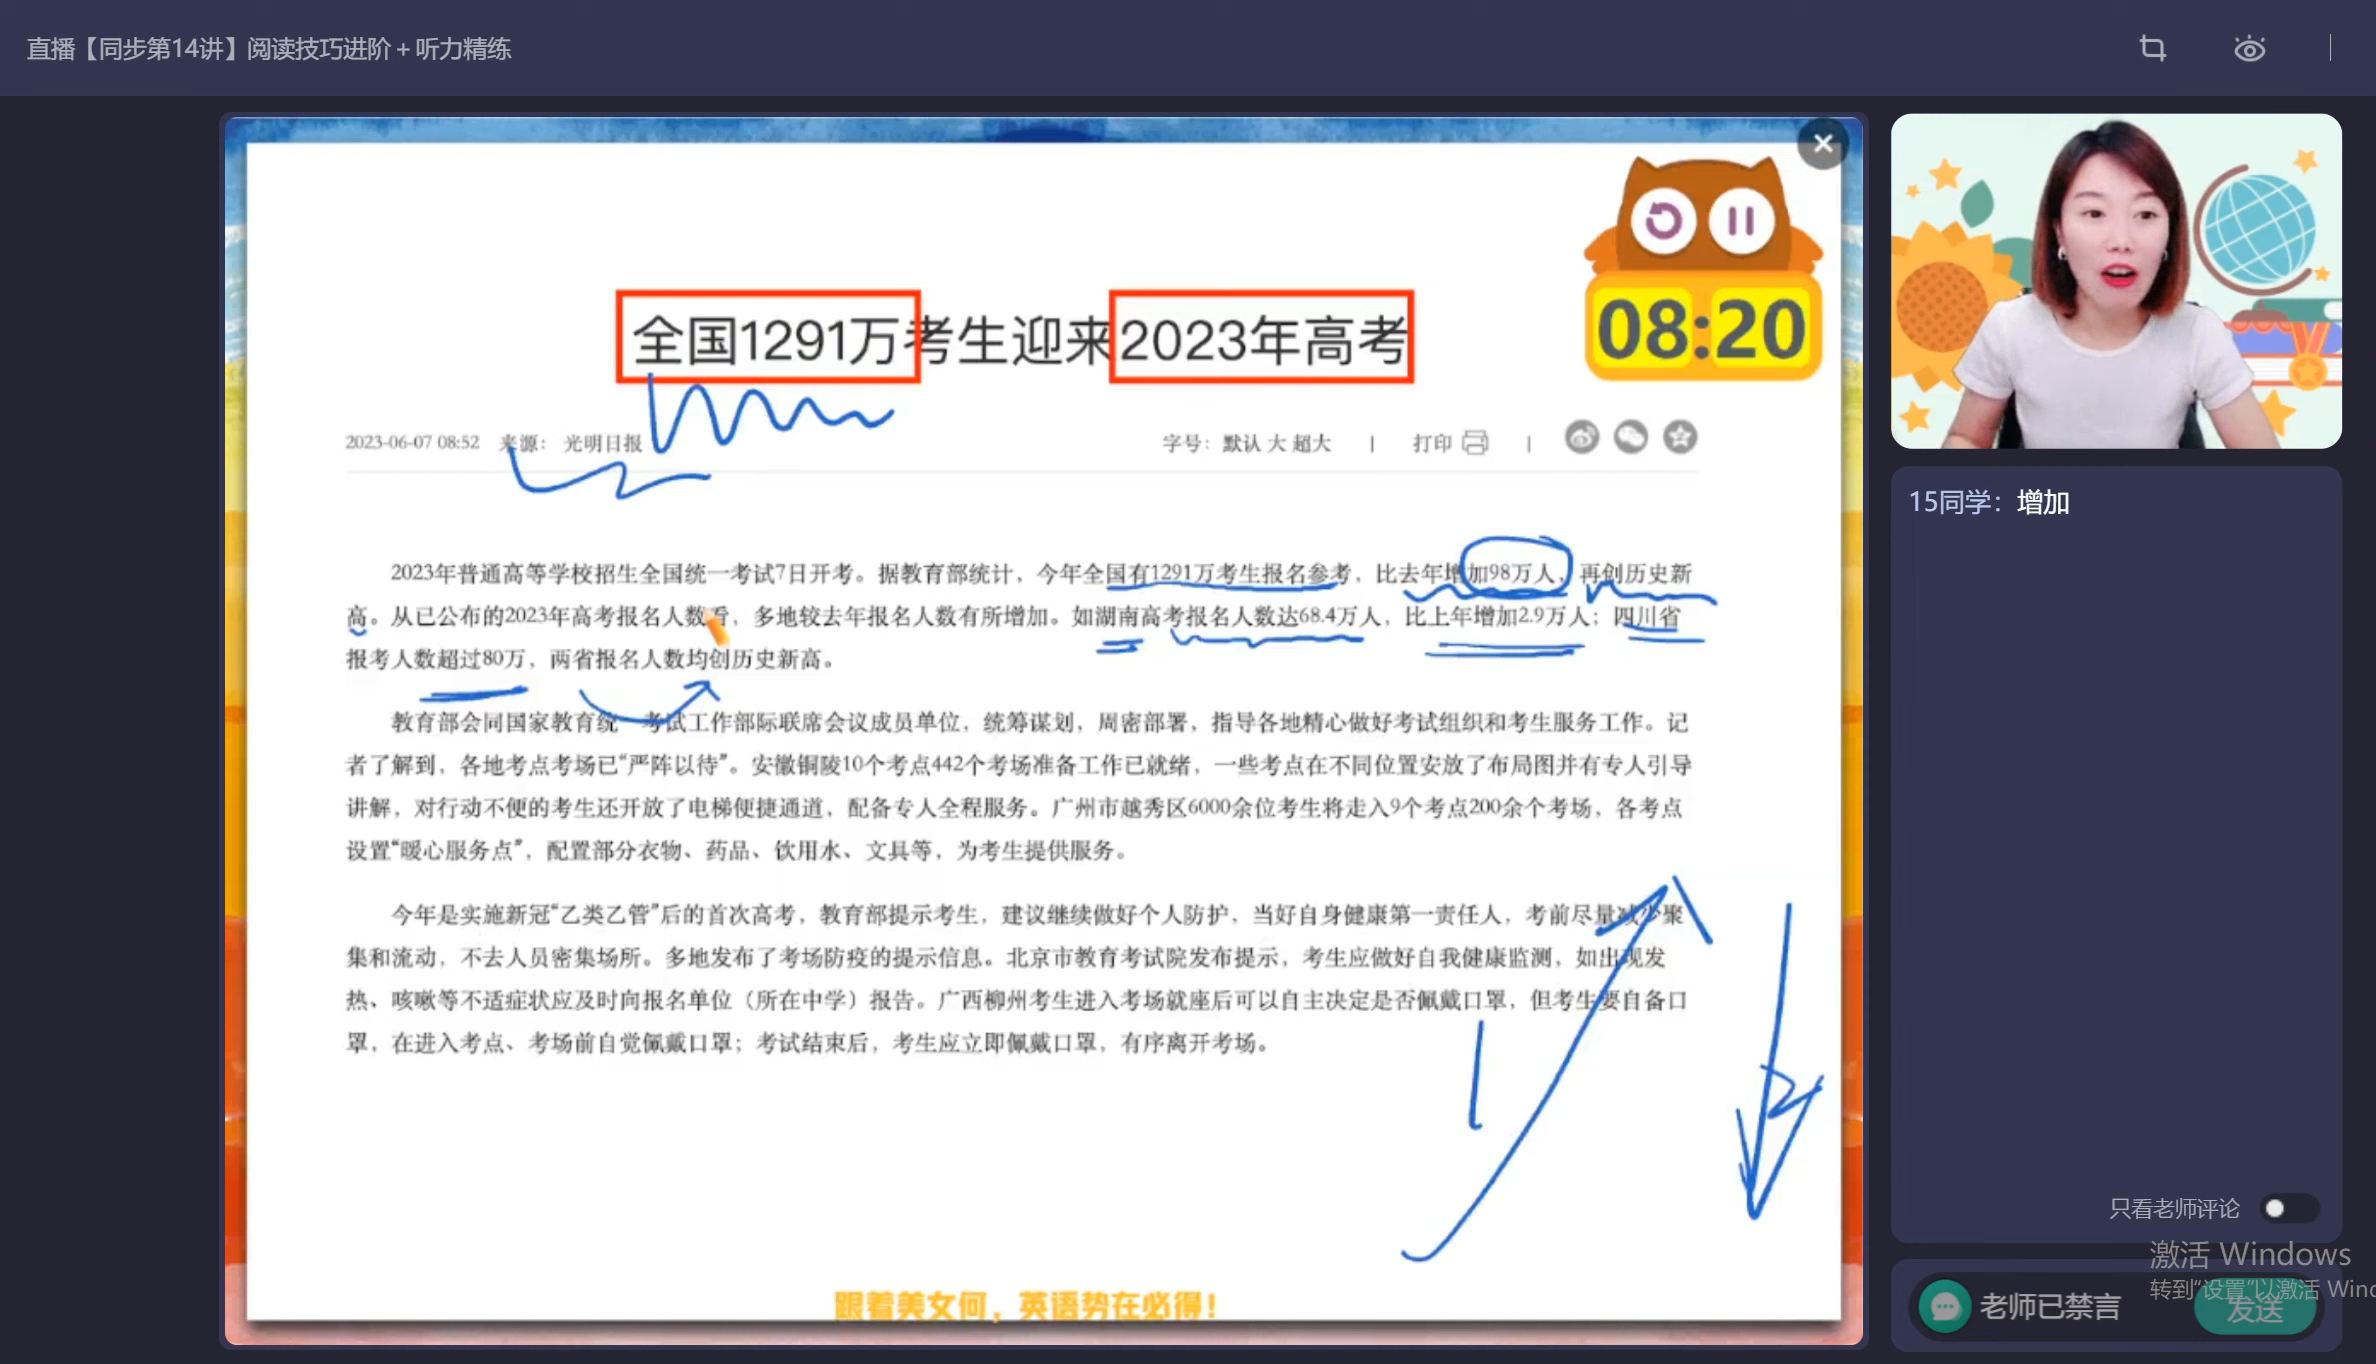 直播【同步第14讲】阅读技巧进阶+听力精练
08:20
全国1291万考生迎来2023年高考
2023-06-07 08:52 来源： 光明日报 字号：默认 大 超大 | 打印 |
2023年普通高等学校招生全国统一考试7日开考。据教育部统计，今年全国有1291万考生报名参考，比去年增加98万人，再创历史新
高。从已公布的2023年高考报名人数看，多地较去年报名人数有所增加。如湖南高考报名人数达68.4万人，比上年增加2.9万人；四川省
报考人数超过80万，两省报名人数均创历史新高。
教育部会同国家教育统一考试工作部际联席会议成员单位，统筹谋划，周密部署，指导各地精心做好考试组织和考生服务工作。记
者了解到，各地考点考场已“严阵以待”。安徽铜陵10个考点442个考场准备工作已就绪，一些考点在不同位置安放了布局图并有专人引导
讲解，对行动不便的考生还开放了电梯便捷通道，配备专人全程服务。广州市越秀区6000余位考生将走入9个考点200余个考场，各考点
设置“暖心服务点”，配置部分衣物、药品、饮用水、文具等，为考生提供服务。
今年是实施新冠“乙类乙管”后的首次高考，教育部提示考生，建议继续做好个人防护，当好自身健康第一责任人，考前尽量减少聚
集和流动，不去人员密集场所。多地发布了考场防疫的提示信息。北京市教育考试院发布提示，考生应做好自我健康监测，如出现发
热、咳嗽等不适症状应及时向报名单位（所在中学）报告。广西柳州考生进入考场就座后可以自主决定是否佩戴口罩，但考生要自备口
罩，在进入考点、考场前自觉佩戴口罩；考试结束后，考生应立即佩戴口罩，有序离开考场。
跟着美女何，英语势在必得！
15同学：增加
只看老师评论
激活 Windows
转到“设置”以激活 Wind
老师已禁言
发送